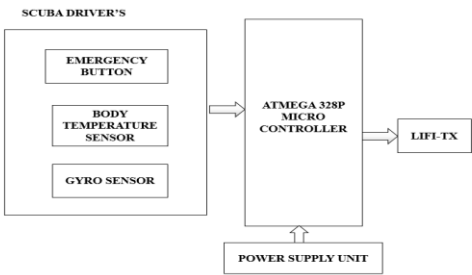 SCUBA DRIVER'S
EMERGENCY
BUTTON
BODY
TEMPERATURE
SENSOR
GYRO SENSOR
ATMEGA 328P
MICRO
CONTROLLER
LIFI-TX
POWER SUPPLY UNIT